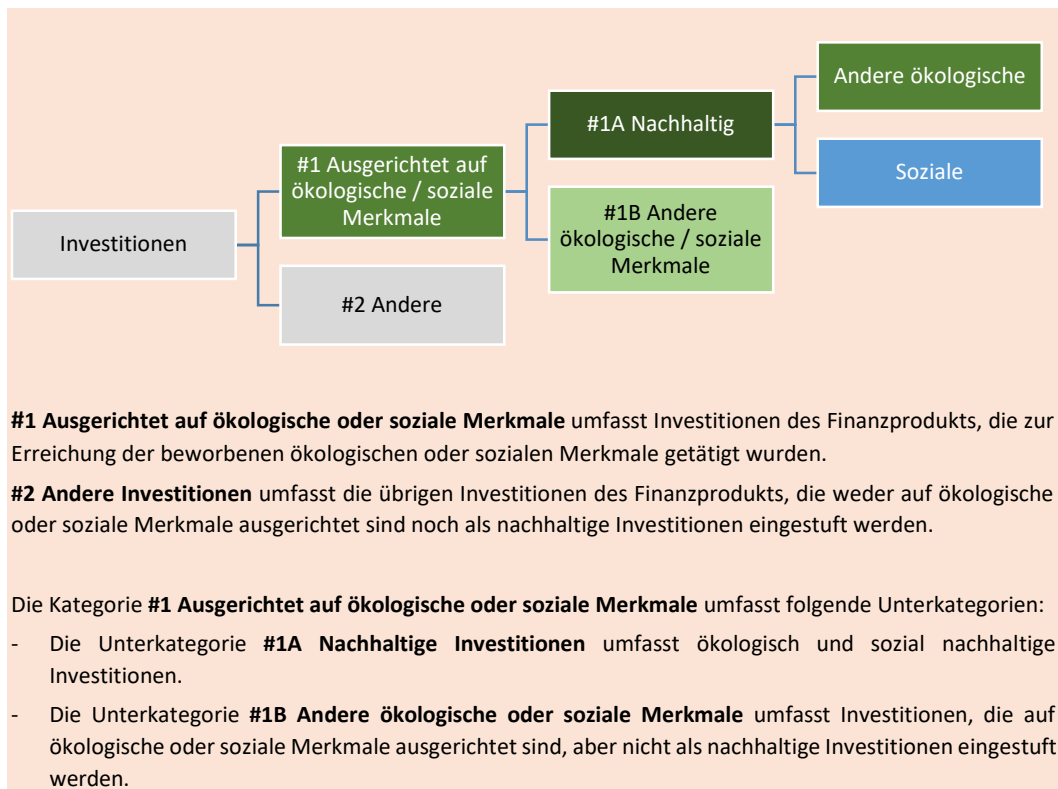 Andere ökologische
#1A Nachhaltig
#1 Ausgerichtet auf
ökologische / soziale
Merkmale
Soziale
#1B Andere
ökologische / soziale
Merkmale
Investitionen
#2 Andere
#1 Ausgerichtet auf ökologische oder soziale Merkmale umfasst Investitionen des Finanzprodukts, die zur
Erreichung der beworbenen ökologischen oder sozialen Merkmale getätigt wurden.
#2 Andere Investitionen umfasst die übrigen Investitionen des Finanzprodukts, die weder auf ökologische
oder soziale Merkmale ausgerichtet sind noch als nachhaltige Investitionen eingestuft werden.
Die Kategorie #1 Ausgerichtet auf ökologische oder soziale Merkmale umfasst folgende Unterkategorien:
- Die Unterkategorie #1A Nachhaltige Investitionen umfasst ökologisch und sozial nachhaltige
Investitionen.
- Die Unterkategorie #1B Andere ökologische oder soziale Merkmale umfasst Investitionen, die auf
ökologische oder soziale Merkmale ausgerichtet sind, aber nicht als nachhaltige Investitionen eingestuft
werden.